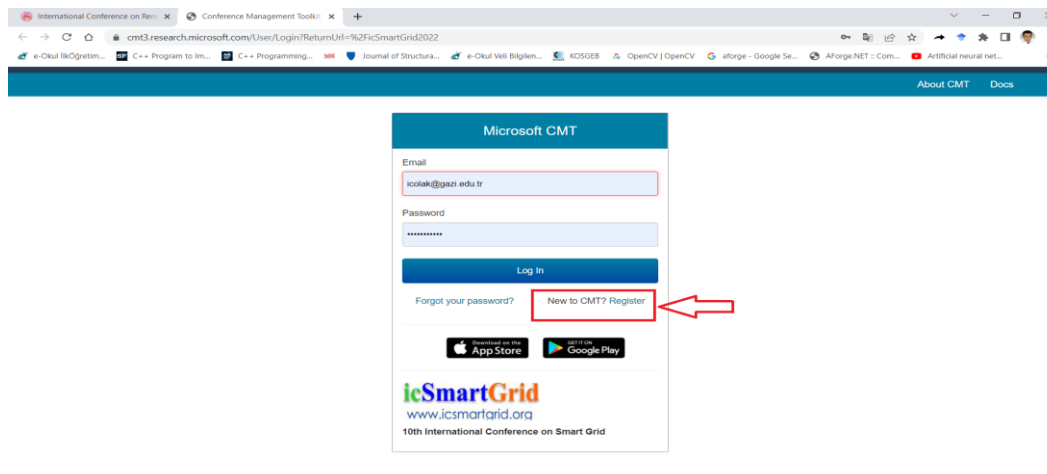 International Conference on Ren
Conference Management Toolki
cmt3.research.microsoft.com/User/Login?ReturnUrl=%2FicSmartGrid2022
e-Okul İlkÖğretim... C++ Program to Im... C++ Programming... Journal of Structura... e-Okul Veli Bilgilen... KOSGEB OpenCV | OpenCV aforge - Google Se... AForge.NET :: Com... Artificial neural net...
About CMT Docs
Microsoft CMT
Email
icolak@gazi.edu.tr
Password
•••••••••••
Log In
Forgot your password? New to CMT? Register
Download on the App Store
GET IT ON Google Play
icSmartGrid
www.icsmartgrid.org
10th International Conference on Smart Grid